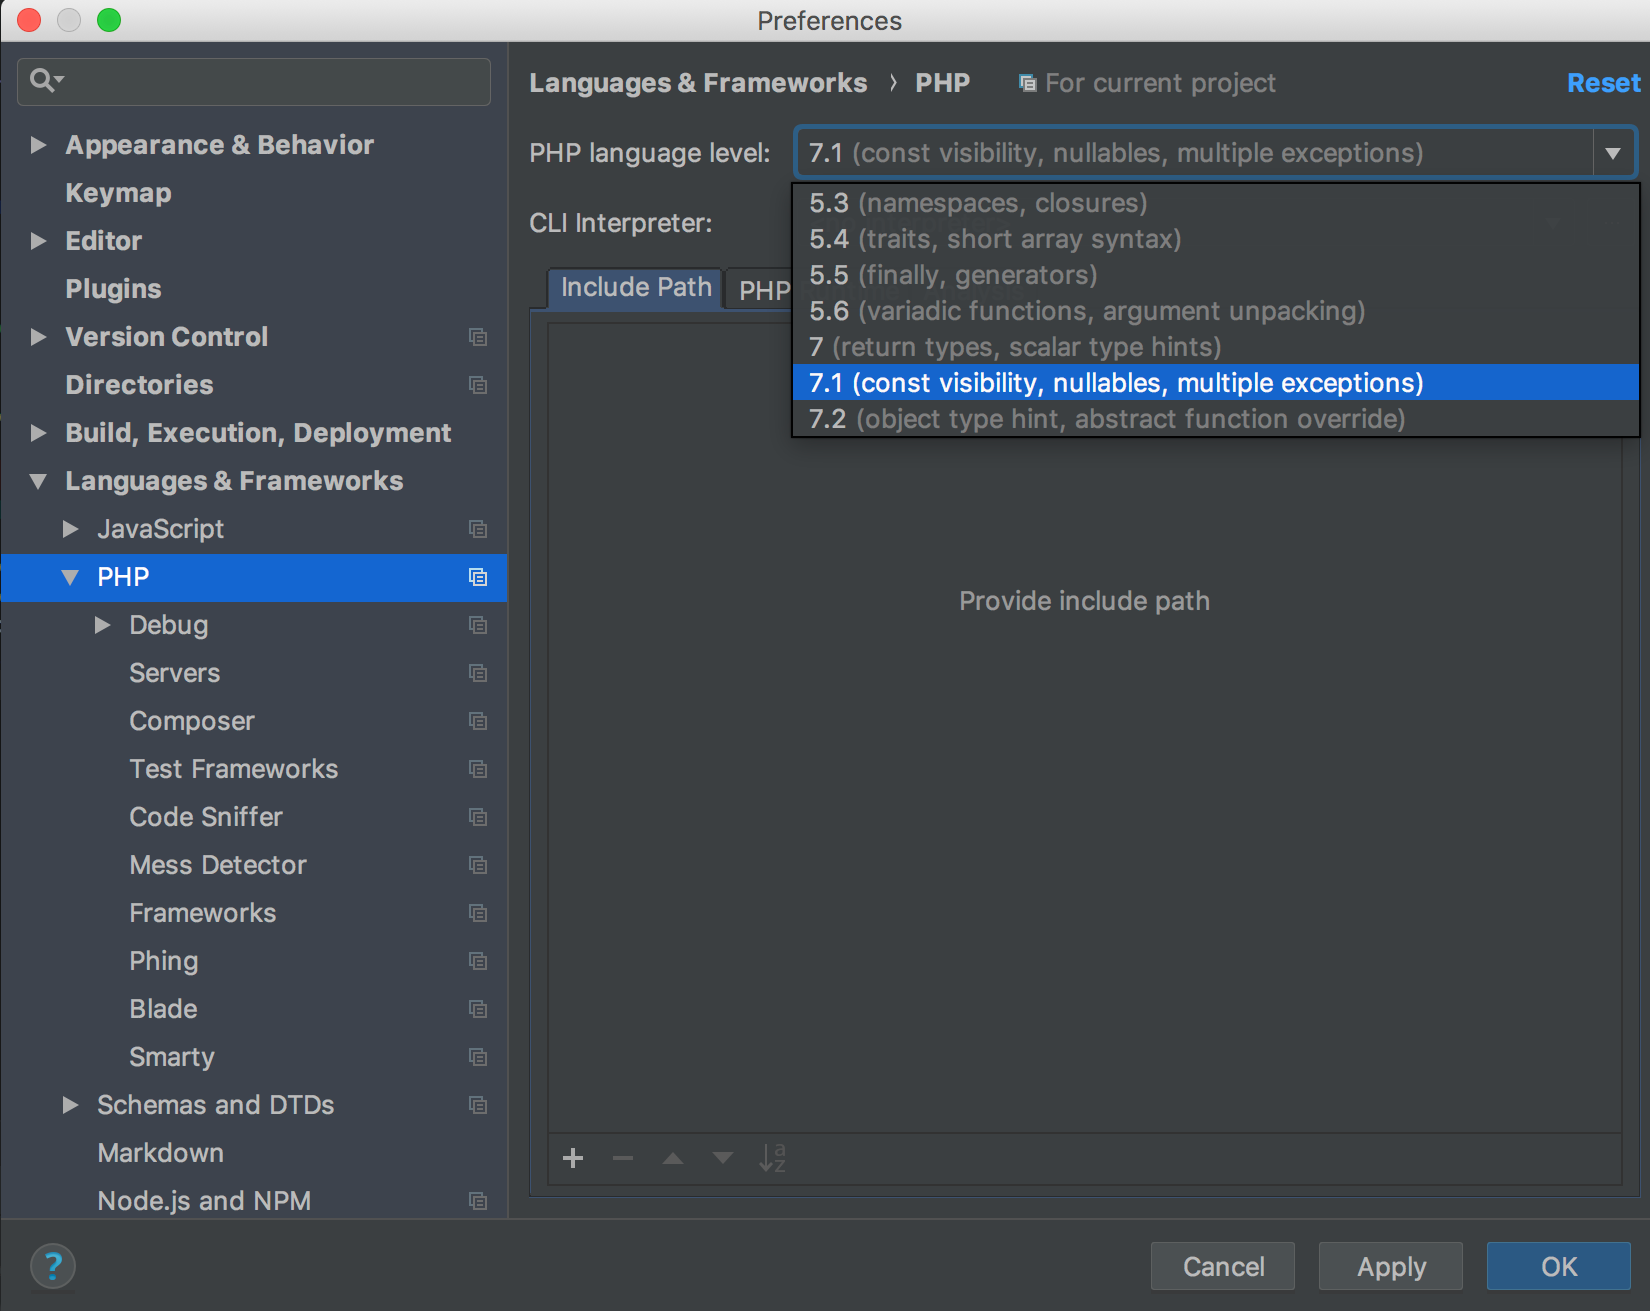 Preferences
Languages & Frameworks › PHP For current project Reset
Appearance & Behavior
Keymap
Editor
Plugins
Version Control
Directories
Build, Execution, Deployment
Languages & Frameworks
JavaScript
PHP
Debug
Servers
Composer
Test Frameworks
Code Sniffer
Mess Detector
Frameworks
Phing
Blade
Smarty
Schemas and DTDs
Markdown
Node.js and NPM
PHP language level: 7.1 (const visibility, nullables, multiple exceptions)
5.3 (namespaces, closures)
5.4 (traits, short array syntax)
5.5 (finally, generators)
5.6 (variadic functions, argument unpacking)
7 (return types, scalar type hints)
7.1 (const visibility, nullables, multiple exceptions)
7.2 (object type hint, abstract function override)
CLI Interpreter:
Include Path PHP
Provide include path
a
z
?
Cancel Apply OK